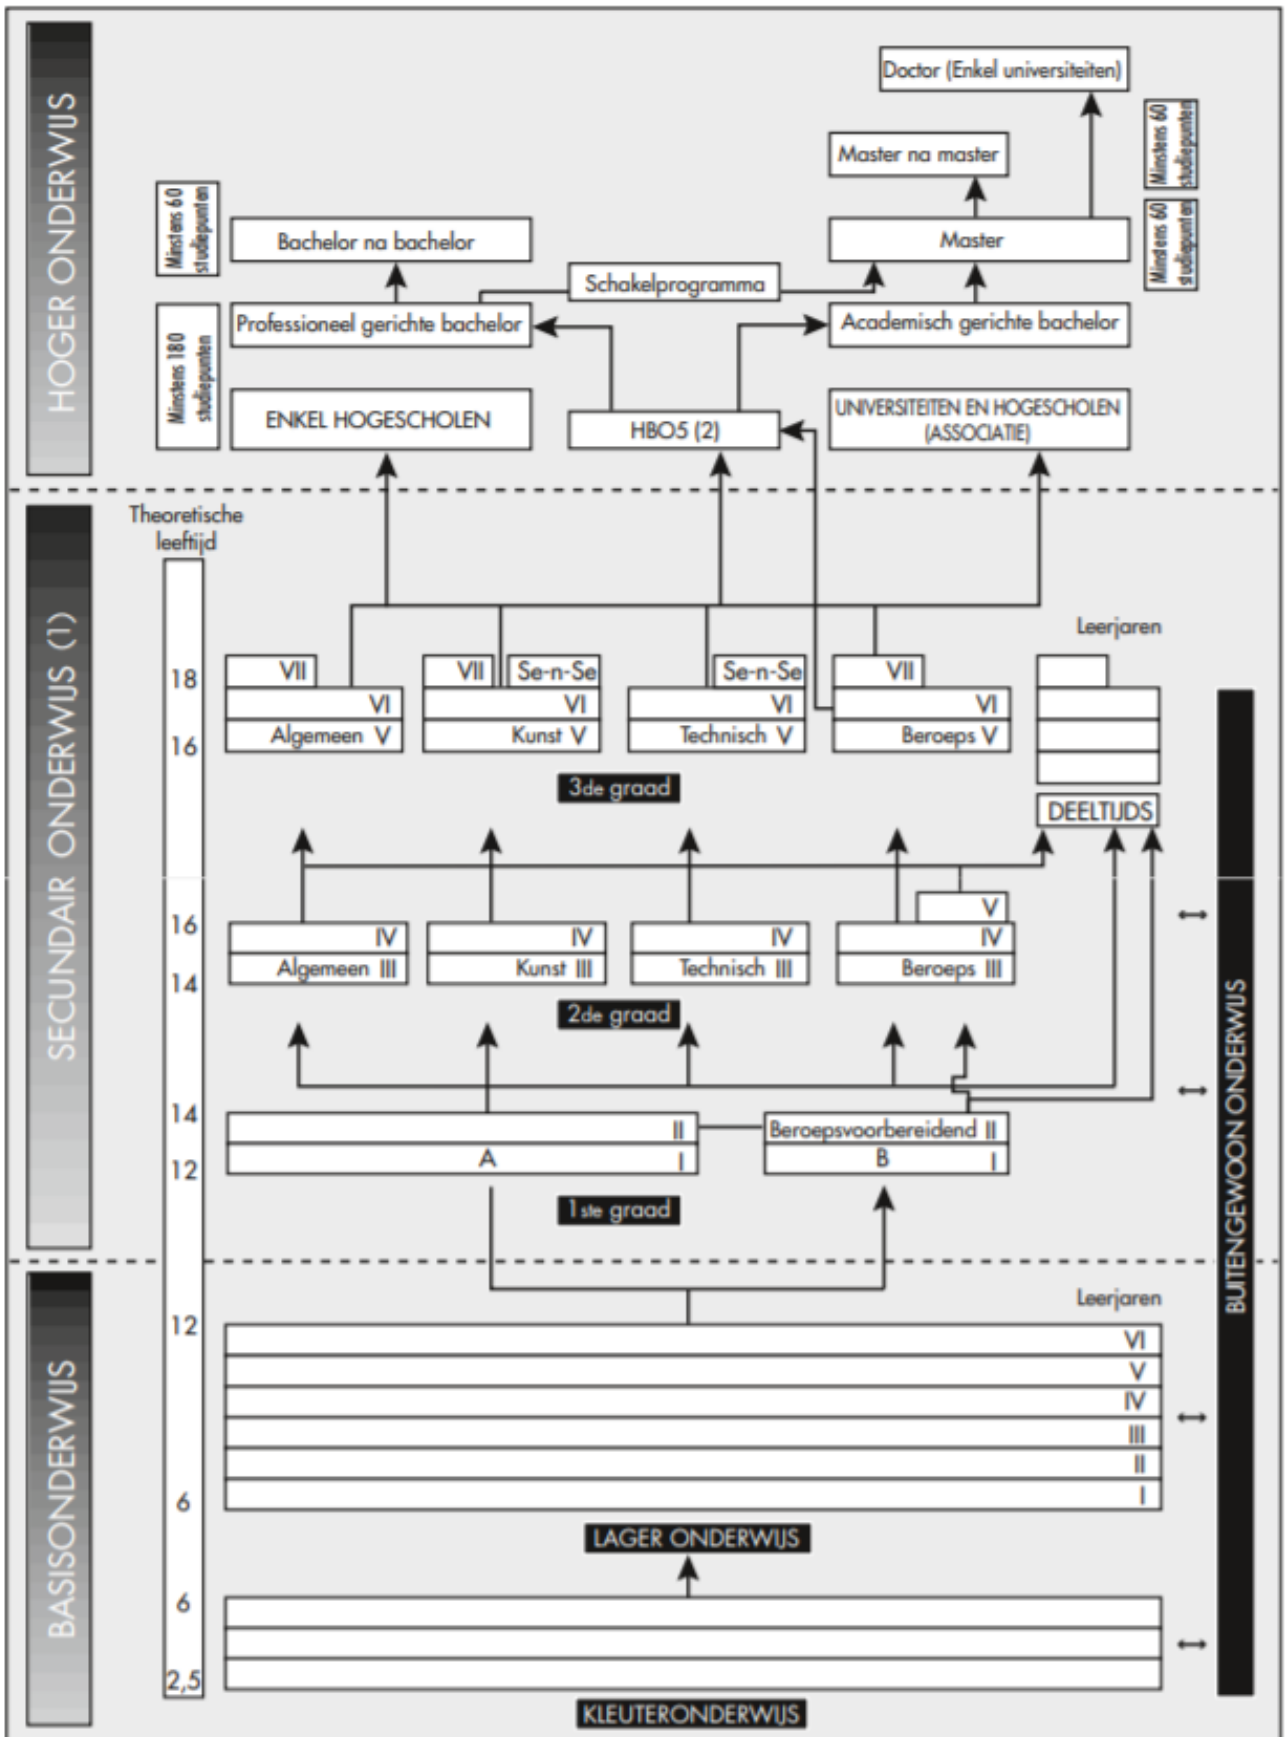 HOGER ONDERWIJS
Doctor (Enkel universiteiten)
Minstens 60
studiepunten
Master na master
Minstens 60
studiepunten
Bachelor na bachelor
Master
Minstens 60
studiepunten
Schakelprogramma
Professioneel gerichte bachelor
Academisch gerichte bachelor
Minstens 180
studiepunten
ENKEL HOGESCHOLEN
HBO5 (2)
UNIVERSITEITEN EN HOGESCHOLEN
(ASSOCIATIE)
SECUNDAIR ONDERWIJS (1)
Theoretische
leeftijd
Leerjaren
18
VII
VII
Se-n-Se
Se-n-Se
VII
VI
VI
VI
VI
16
Algemeen V
Kunst V
Technisch V
Beroeps V
3de graad
DEELTIJDS
V
16
IV
IV
IV
IV
14
Algemeen III
Kunst III
Technisch III
Beroeps III
2de graad
14
II
Beroepsvoorbereidend II
12
A I
B I
1ste graad
BUITENGEWOON ONDERWIJS
BASISONDERWIJS
Leerjaren
12
VI
V
IV
III
II
6
I
LAGER ONDERWIJS
6
2,5
KLEUTERONDERWIJS